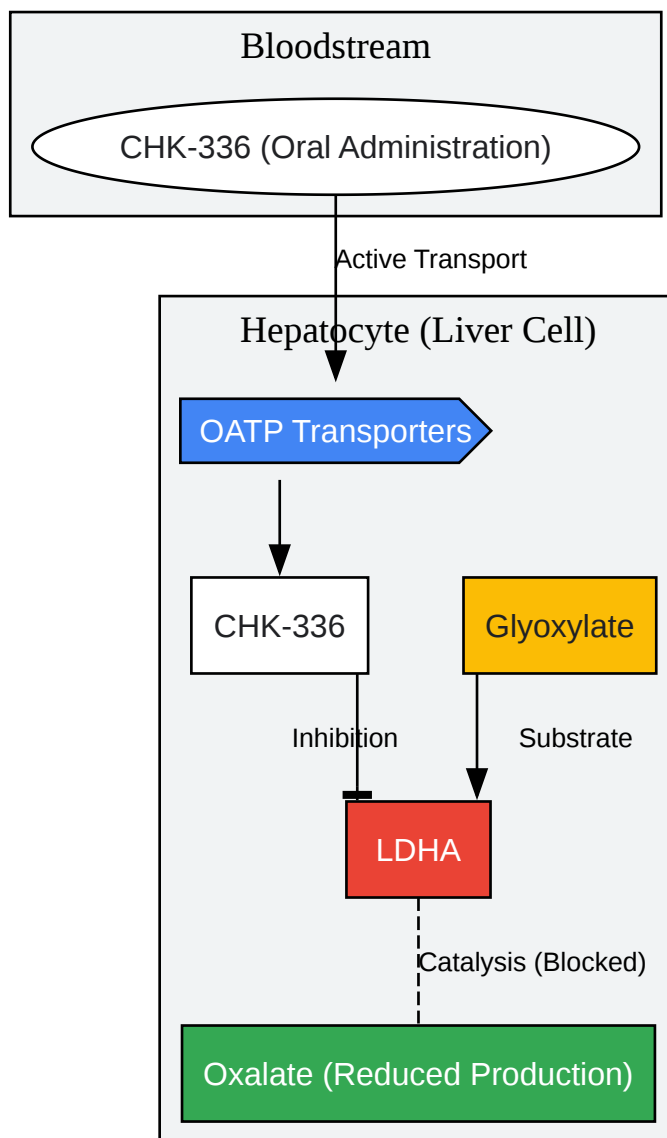 Bloodstream
CHK-336 (Oral Administration)
Active Transport
Hepatocyte (Liver Cell)
OATP Transporters
CHK-336
Glyoxylate
Inhibition
Substrate
LDHA
Catalysis (Blocked)
Oxalate (Reduced Production)